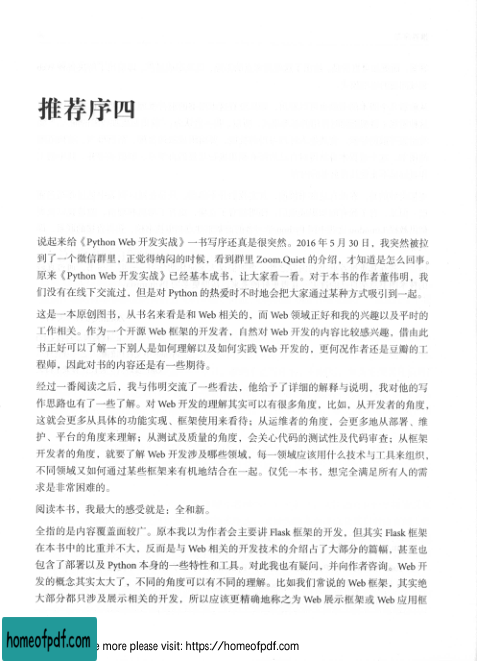 推荐序四
说起来给《Python Web 开发实战》一书写序还真是很突然。2016 年 5 月 30 日，我突然被拉
到了一个微信群里，正觉得纳闷的时候，看到群里 Zoom.Quiet 的介绍，才知道是怎么回事。
原来《Python Web 开发实战》已经基本成书，让大家看一看。对于本书的作者董伟明，我
们没有在线下交流过，但是对 Python 的热爱时不时地会把大家通过某种方式吸引到一起。
这是一本原创图书，从书名来看是和 Web 相关的，而 Web 领域正好和我的兴趣以及平时的
工作相关。作为一个开源 Web 框架的开发者，自然对 Web 开发的内容比较感兴趣，借由此
书正好可以了解一下别人是如何理解以及如何实践 Web 开发的，更何况作者还是豆瓣的工
程师，因此对书的内容还是有一些期待。
经过一番阅读之后，我与伟明交流了一些看法，他给予了详细的解释与说明，我对他的写
作思路也有了一些了解。对 Web 开发的理解其实可以有很多角度，比如，从开发者的角度，
这就会更多从具体的功能实现、框架使用来看待；从运维者的角度，会更多地从部署、维
护、平台的角度来理解；从测试及质量的角度，会关心代码的测试性及代码审查；从框架
开发者的角度，就要了解 Web 开发涉及哪些领域，每一领域应该用什么技术与工具来组织，
不同领域又如何通过某些框架来有机地结合在一起。仅凭一本书，想完全满足所有人的需
求是非常困难的。
阅读本书，我最大的感受就是：全和新。
全指的是内容覆盖面较广。原本我以为作者会主要讲 Flask 框架的开发，但其实 Flask 框架
在本书中的比重并不大，反而是与 Web 相关的开发技术的介绍占了大部分的篇幅，甚至也
包含了部署以及 Python 本身的一些特性和工具。对此我也有疑问，并向作者咨询。Web 开
发的概念其实太大了，不同的角度可以有不同的理解。比如我们常说的 Web 框架，其实绝
大部分都只涉及展示相关的开发，所以应该更精确地称之为 Web 展示框架或 Web 应用框
homeofpdf.com
e more please visit: https://homeofpdf.com